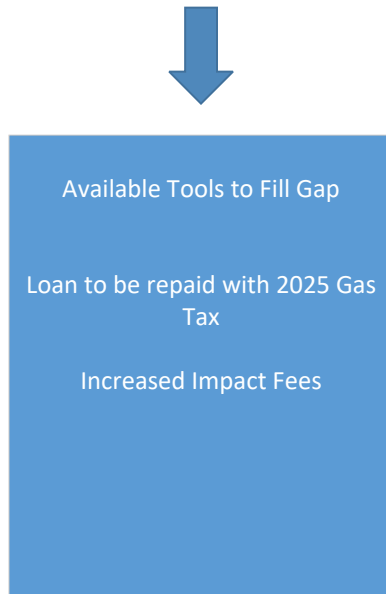 Available Tools to Fill Gap
Loan to be repaid with 2025 Gas
Tax
Increased Impact Fees